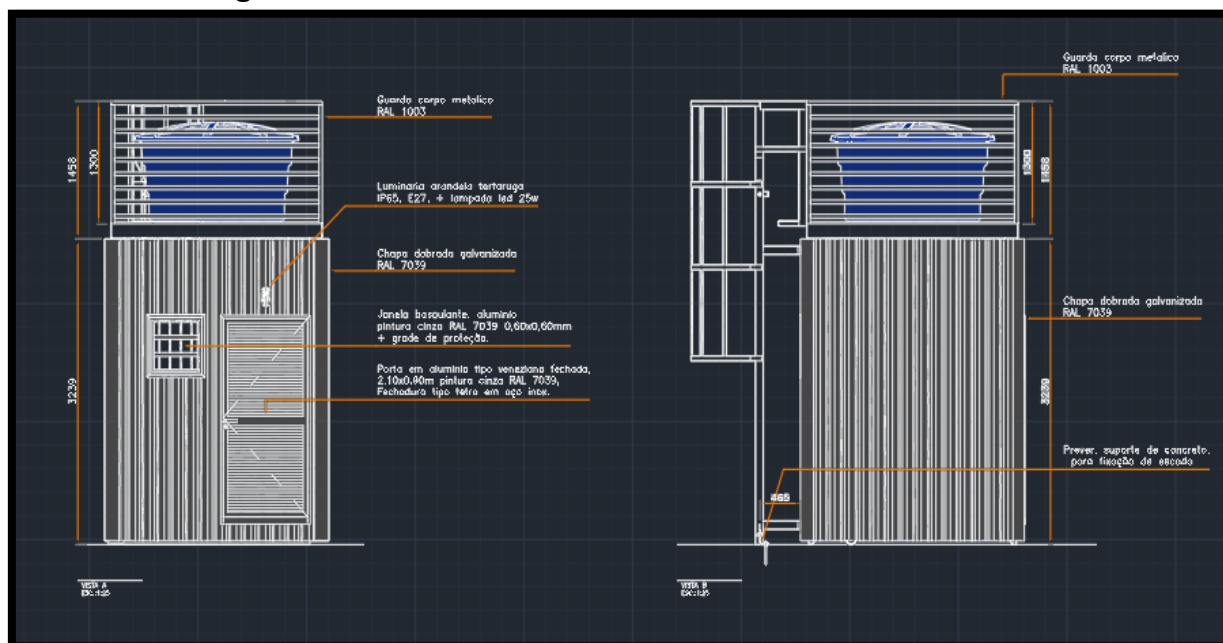 Guarda corpo metalico
RAL 1003
1458
1300
Luminaria arandela tartaruga
IP65, E27, + lampada led 25w
Chapa dobrada galvanizada
RAL 7039
Janela basculante, aluminio
pintura cinza RAL 7039 0,60x0,60mm
+ grade de proteção.
Porta em aluminio tipo veneziana fechada,
2.10x0.90m pintura cinza RAL 7039,
Fechadura tipo tetra em aço inox.
3239
VISTA A
Guarda corpo metalico
RAL 1003
1300
1458
Chapa dobrada galvanizada
RAL 7039
3239
Prever, suporte de concreto,
para fixação de escada
465
VISTA B